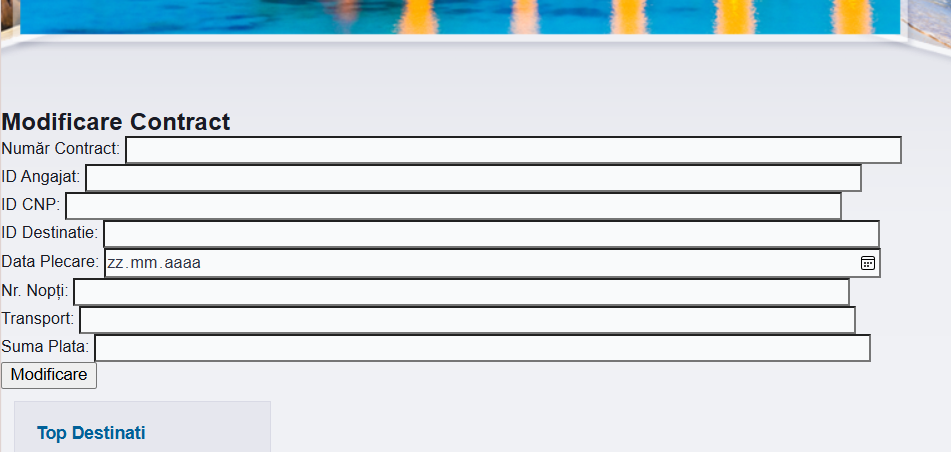 Modificare Contract
Număr Contract:
ID Angajat:
ID CNP:
ID Destinatie:
Data Plecare: zz.mm.aaaa
Nr. Nopți:
Transport:
Suma Plata:
Modificare
Top Destinati